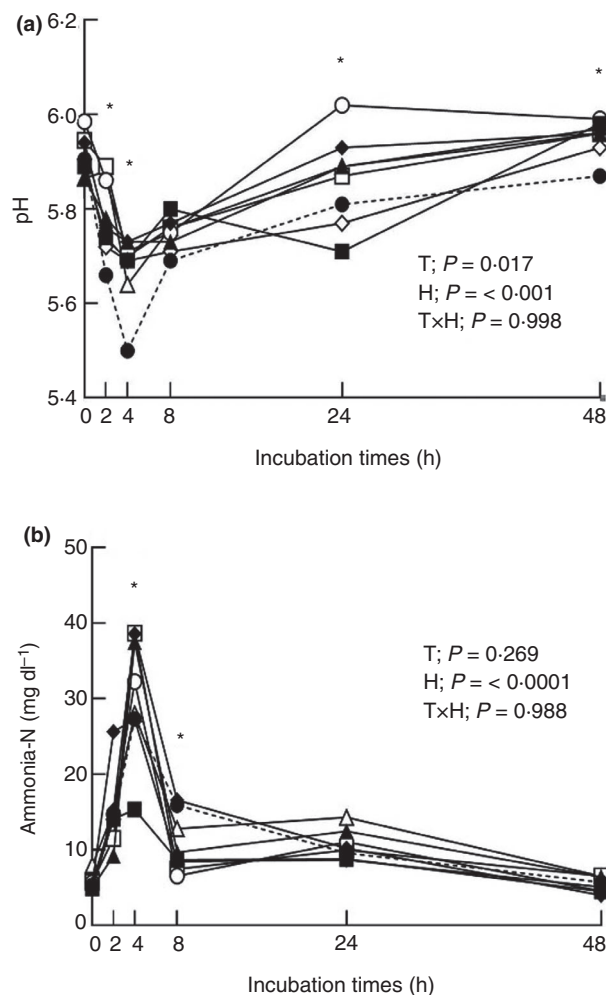 (a)
6·2
6·0
5·8
5·6
5·4
pH
*
*
*
*
T; P = 0·017
H; P = < 0·001
T×H; P = 0·998
0 2 4 8 24 48
Incubation times (h)
(b)
50
40
30
20
10
0
Ammonia-N (mg dl⁻¹)
*
*
T; P = 0·269
H; P = < 0·0001
T×H; P = 0·988
0 2 4 8 24 48
Incubation times (h)